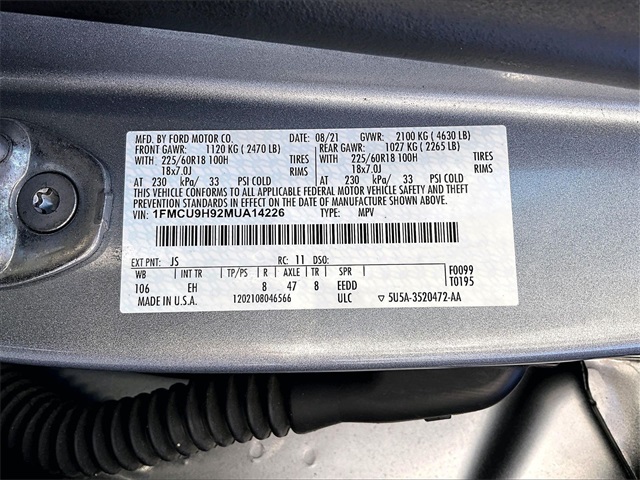 MFD. BY FORD MOTOR CO. DATE: 08/21 GVWR: 2100 KG ( 4630 LB)
FRONT GAWR: 1120 KG ( 2470 LB) REAR GAWR: 1027 KG ( 2265 LB)
WITH 225/60R18 100H TIRES WITH 225/60R18 100H TIRES
18x7.0J RIMS 18x7.0J RIMS
AT 230 kPa/ 33 PSI COLD AT 230 kPa/ 33 PSI COLD
THIS VEHICLE CONFORMS TO ALL APPLICABLE FEDERAL MOTOR VEHICLE SAFETY AND THEFT
PREVENTION STANDARDS IN EFFECT ON THE DATE OF MANUFACTURE SHOWN ABOVE.
VIN: 1FMCU9H92MUA14226 TYPE: MPV
EXT PNT: JS RC: 11 DSO:
WB INT TR TP/PS R AXLE TR SPR F0099
106 EH 8 47 8 EEDD T0195
MADE IN U.S.A. 1202108046566 ULC ▽ 5U5A-3520472-AA